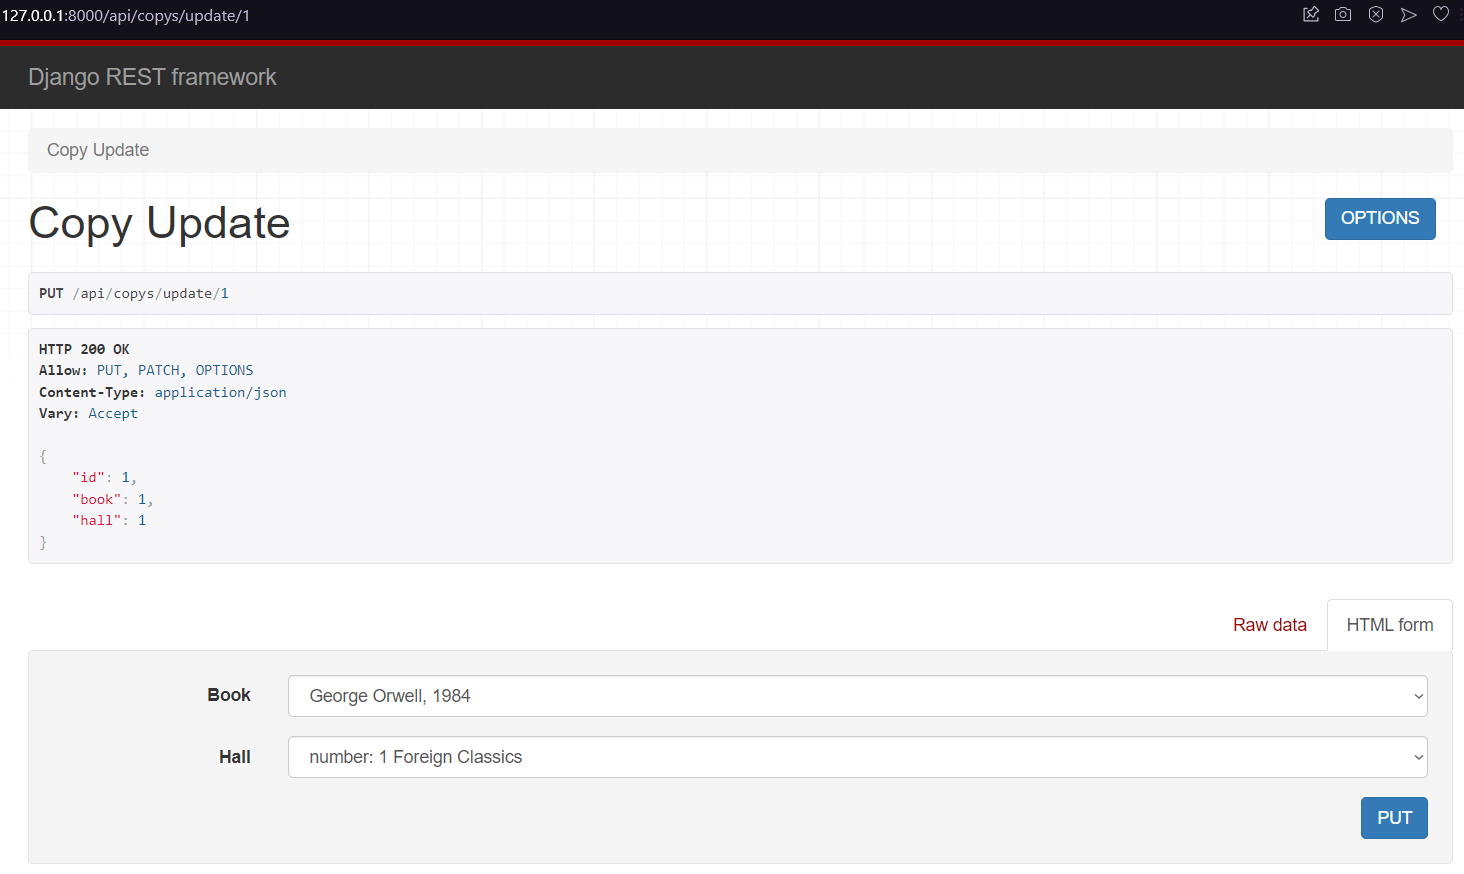 127.0.0.1:8000/api/copys/update/1
Django REST framework
Copy Update
Copy Update
OPTIONS
PUT /api/copys/update/1
HTTP 200 OK
Allow: PUT, PATCH, OPTIONS
Content-Type: application/json
Vary: Accept
{
    "id": 1,
    "book": 1,
    "hall": 1
}
Raw data
HTML form
Book
George Orwell, 1984
Hall
number: 1 Foreign Classics
PUT